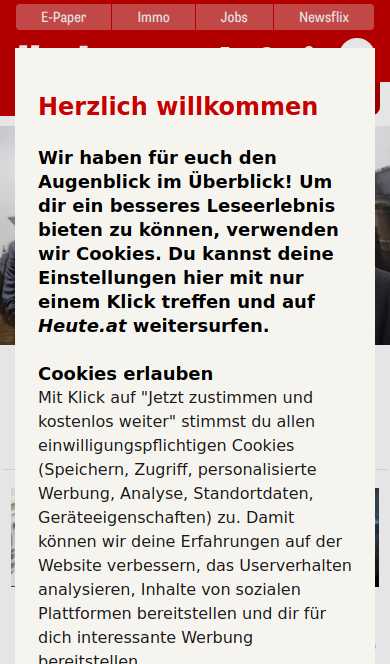 E-Paper Immo Jobs Newsflix
Herzlich willkommen
Wir haben für euch den
Augenblick im Überblick! Um
dir ein besseres Leseerlebnis
bieten zu können, verwenden
wir Cookies. Du kannst deine
Einstellungen hier mit nur
einem Klick treffen und auf
Heute.at weitersurfen.
Cookies erlauben
Mit Klick auf "Jetzt zustimmen und
kostenlos weiter" stimmst du allen
einwilligungspflichtigen Cookies
(Speichern, Zugriff, personalisierte
Werbung, Analyse, Standortdaten,
Geräteeigenschaften) zu. Damit
können wir deine Erfahrungen auf der
Website verbessern, das Userverhalten
analysieren, Inhalte von sozialen
Plattformen bereitstellen und dir für
dich interessante Werbung
bereitstellen